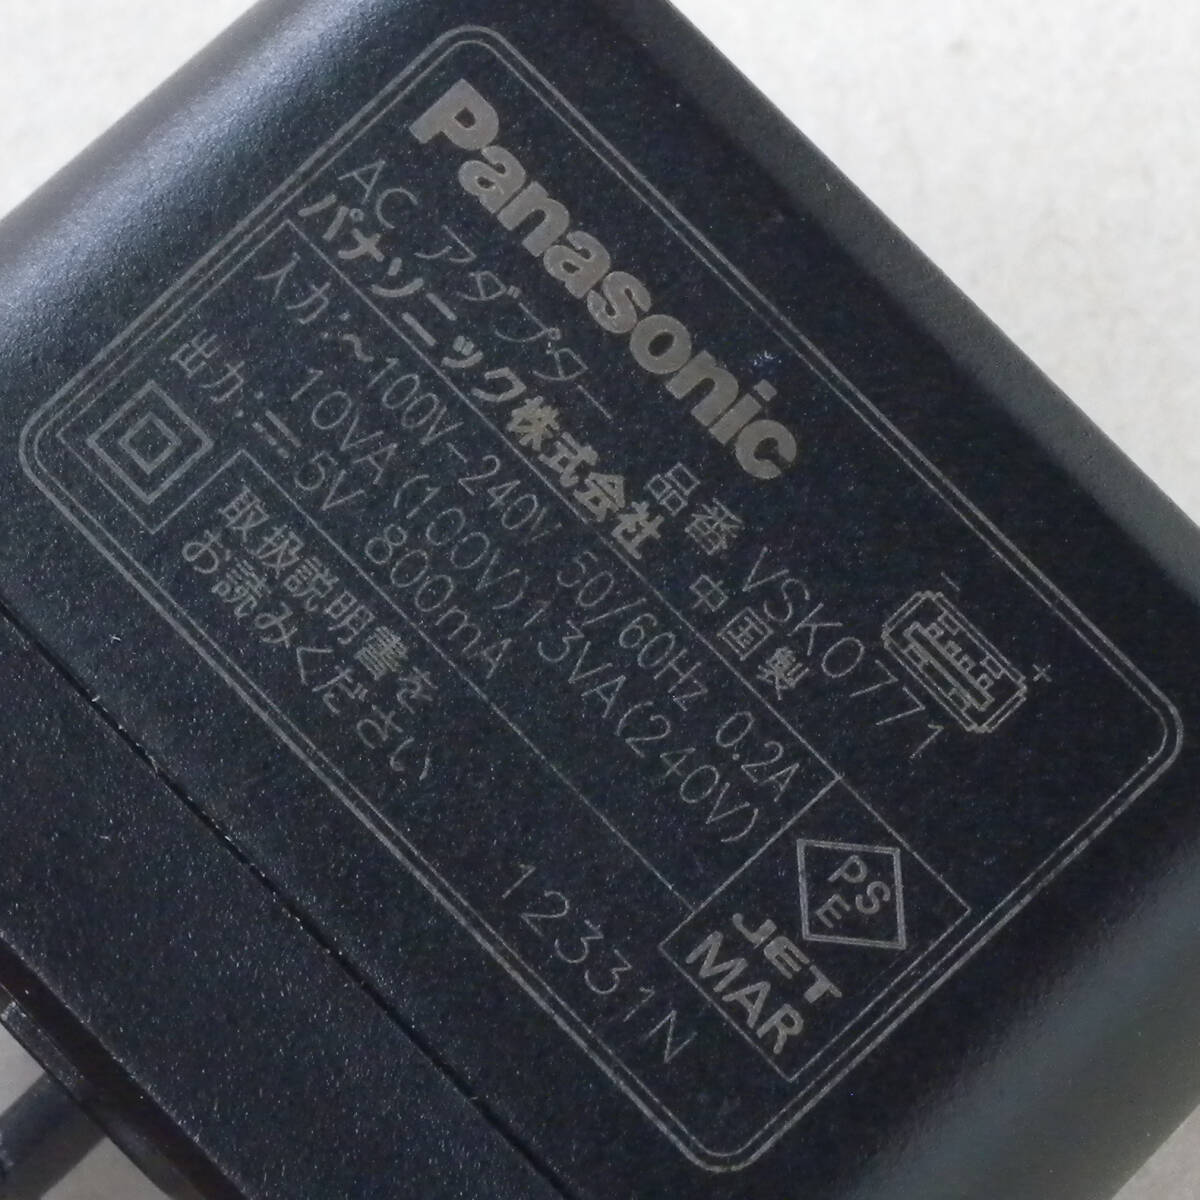 Panasonic
AC アダプター 品番 VSK0771
パナソニック株式会社 中国製
入力:~100V-240V 50/60Hz 0.2A
10VA(100V)13VA(240V)
出力:⎓5V 800mA
取扱説明書を
お読みください
12331N
- +
PSE
JET
MAR